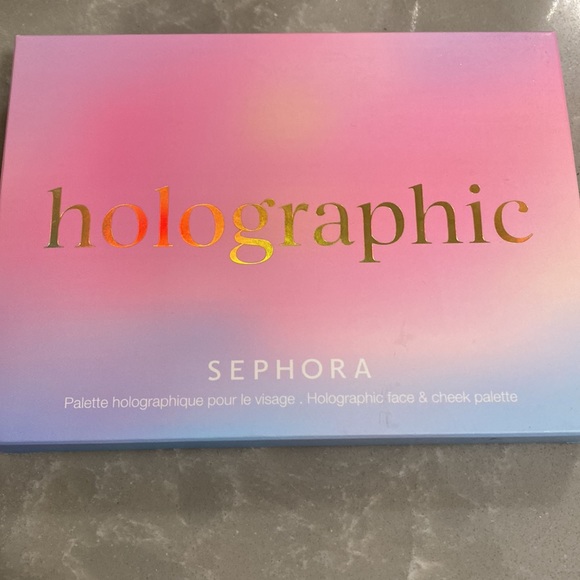 holographic
SEPHORA
Palette holographique pour le visage . Holographic face & cheek palette